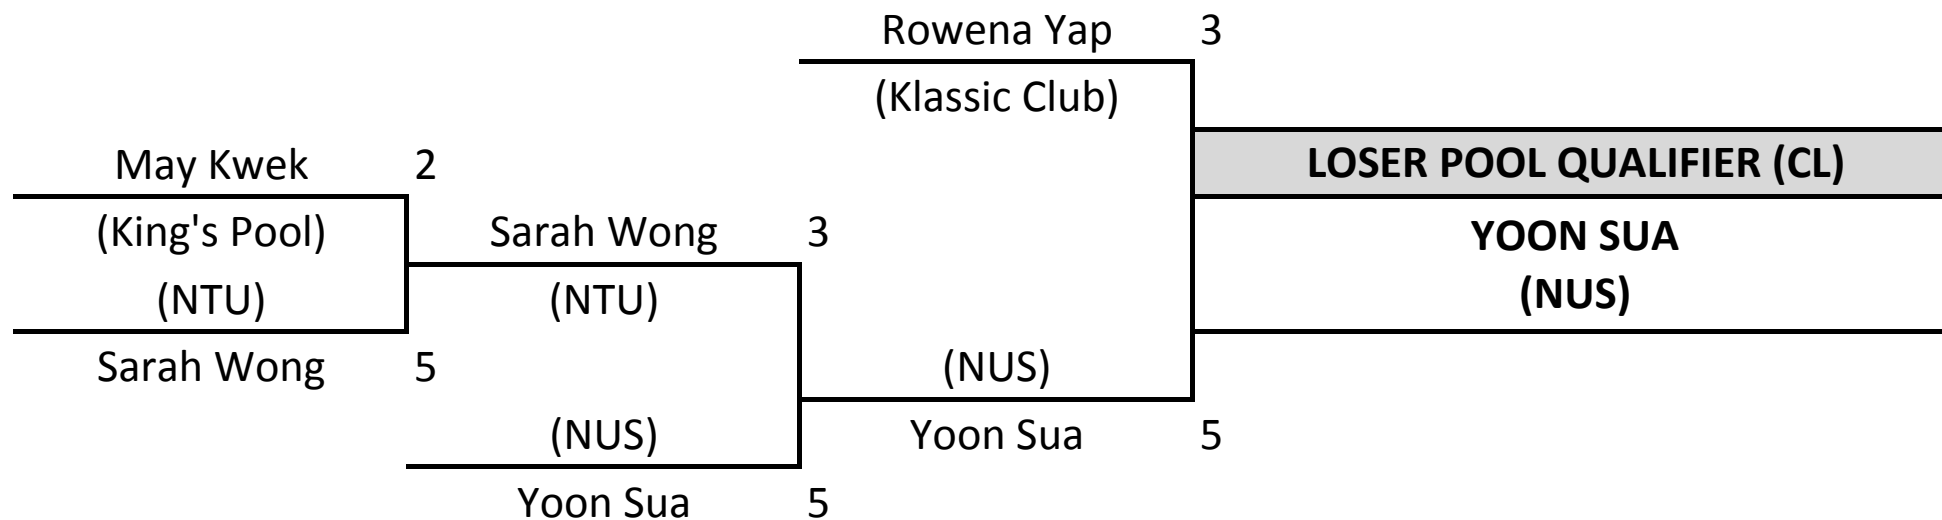 Rowena Yap 3
(Klassic Club)
LOSER POOL QUALIFIER (CL)
May Kwek 2
(King's Pool)
Sarah Wong 3
YOON SUA
(NTU)
(NTU)
(NUS)
Sarah Wong 5
(NUS)
(NUS)
Yoon Sua 5
Yoon Sua 5